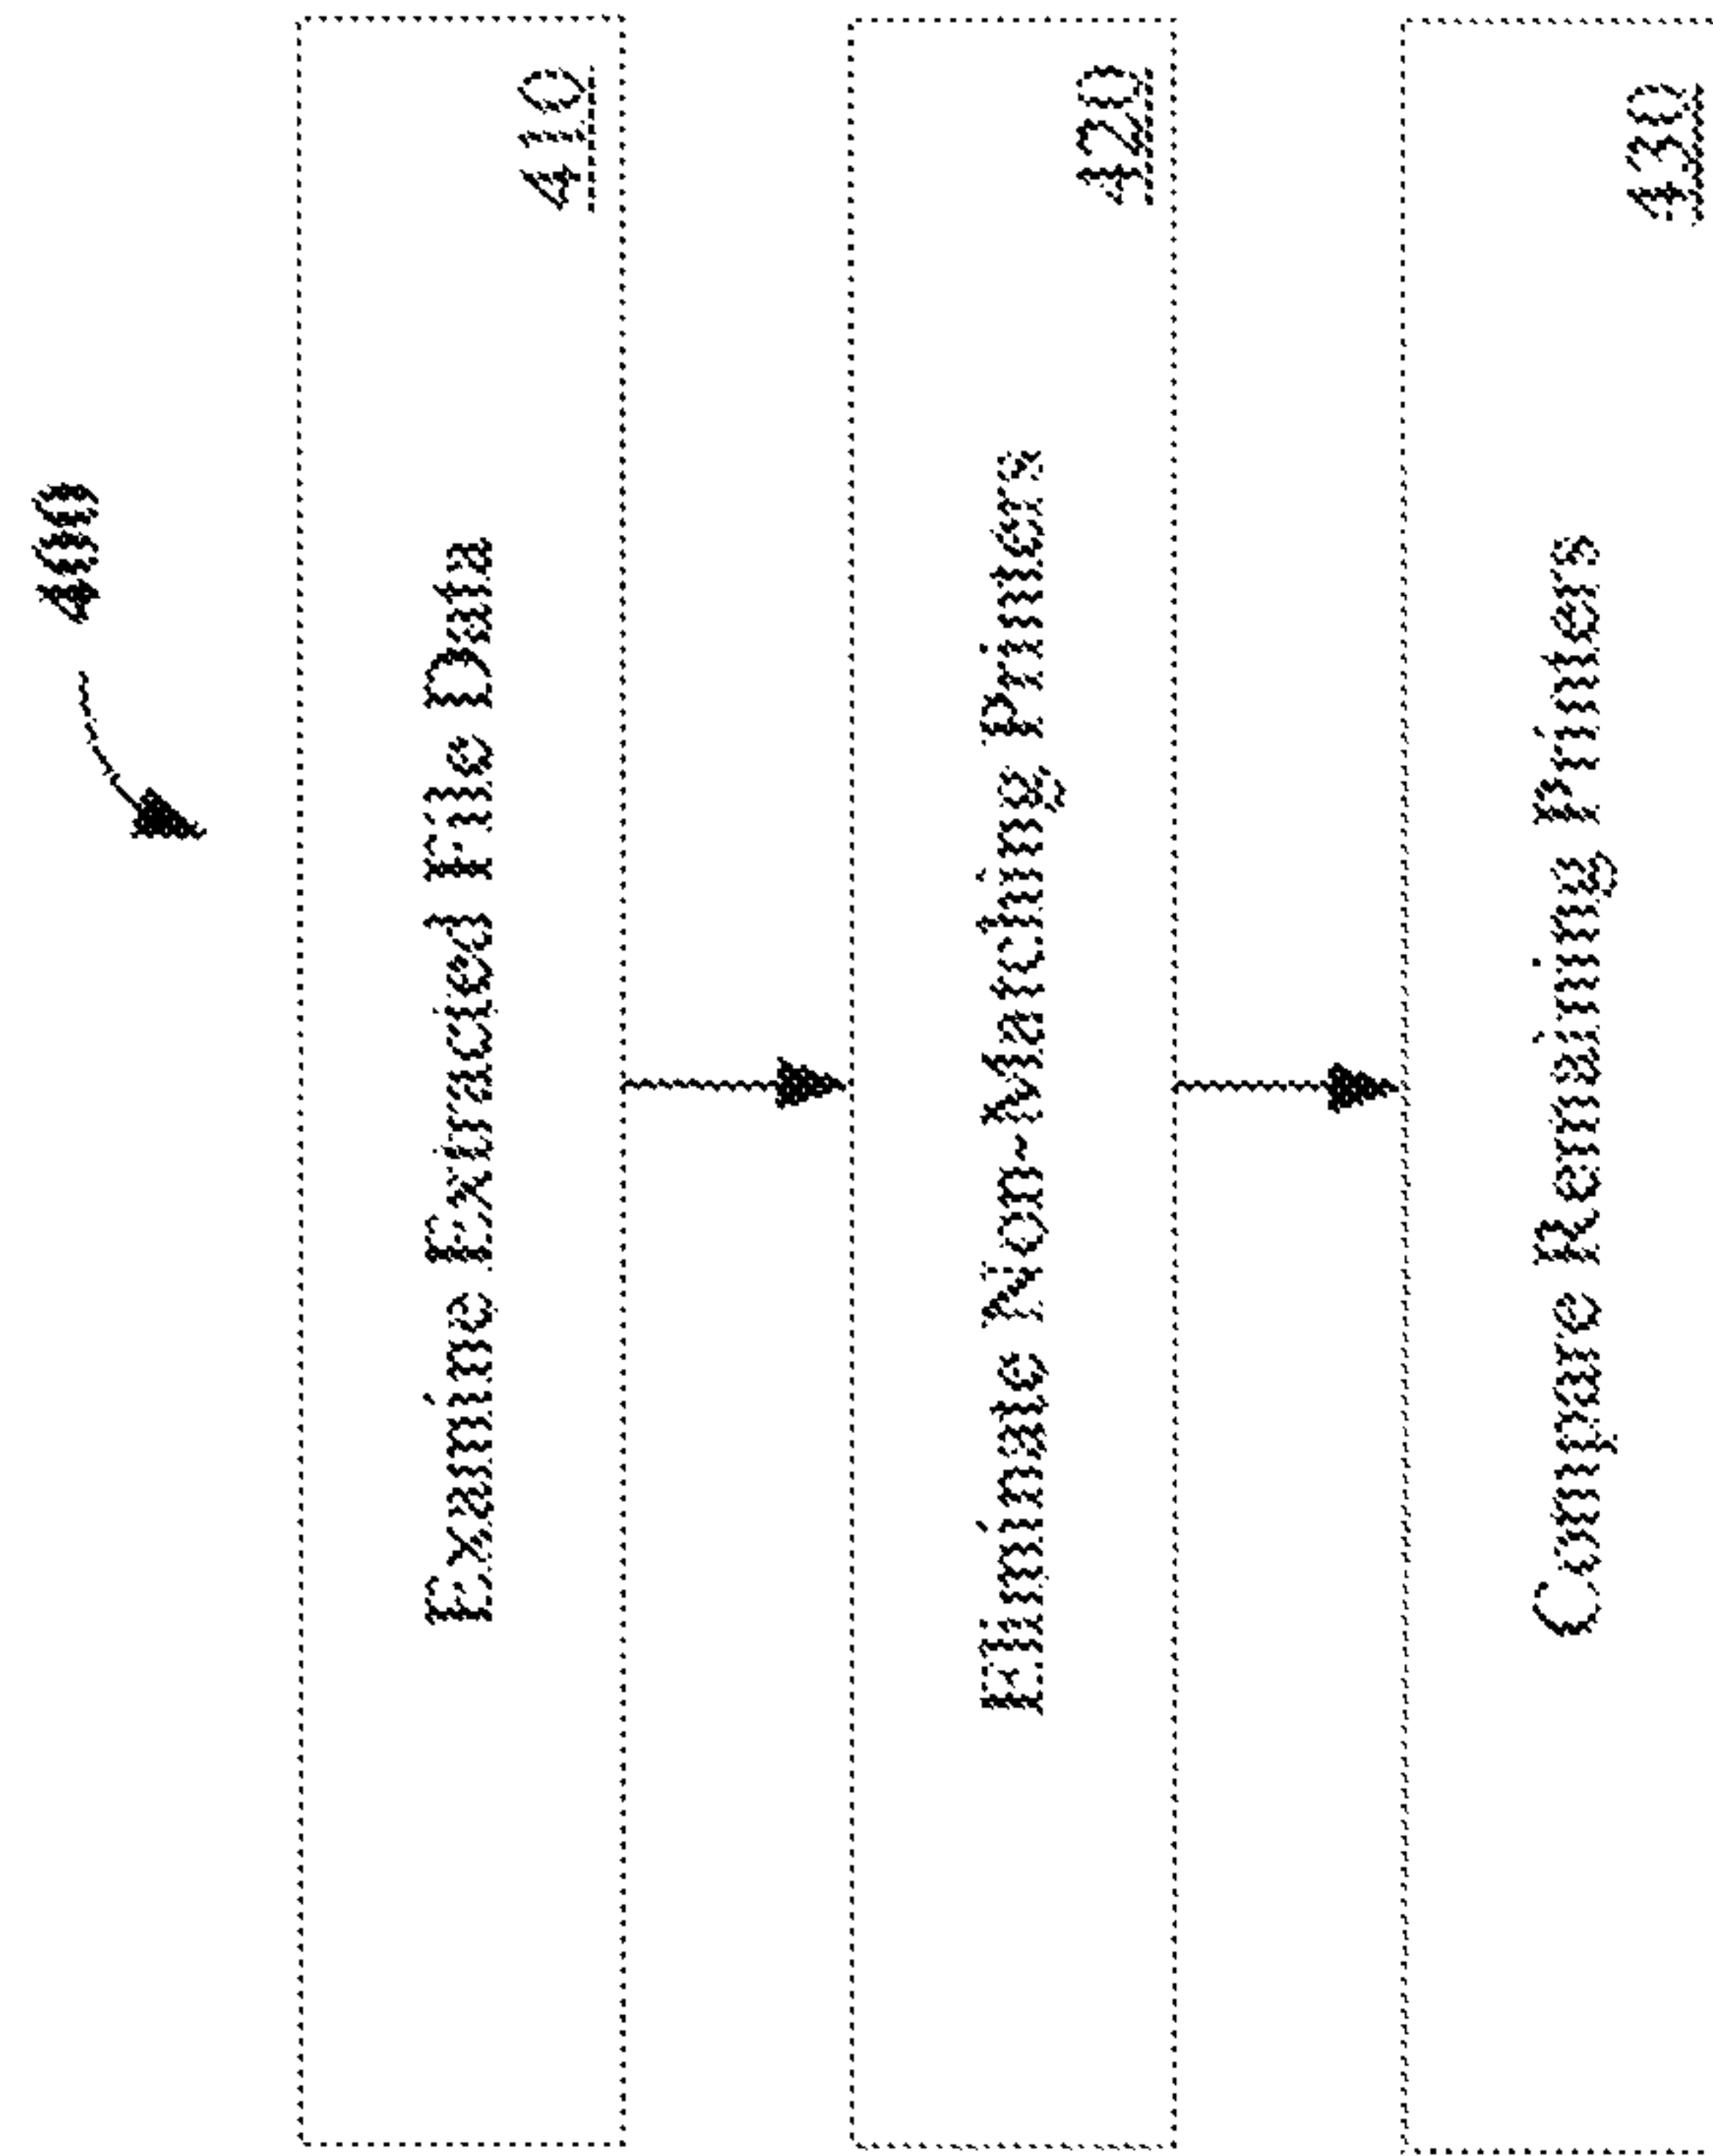 400
Examine Extracted File Data
410
Eliminate Non-Matching Printers
420
Compare Remaining Printers
430